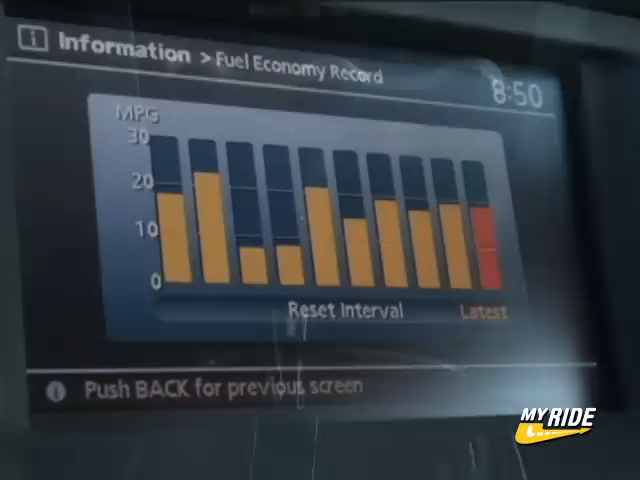 i Information > Fuel Economy Record
8:50
MPG
30
20
10
0
Reset Interval
Latest
i Push BACK for previous screen
MY RIDE